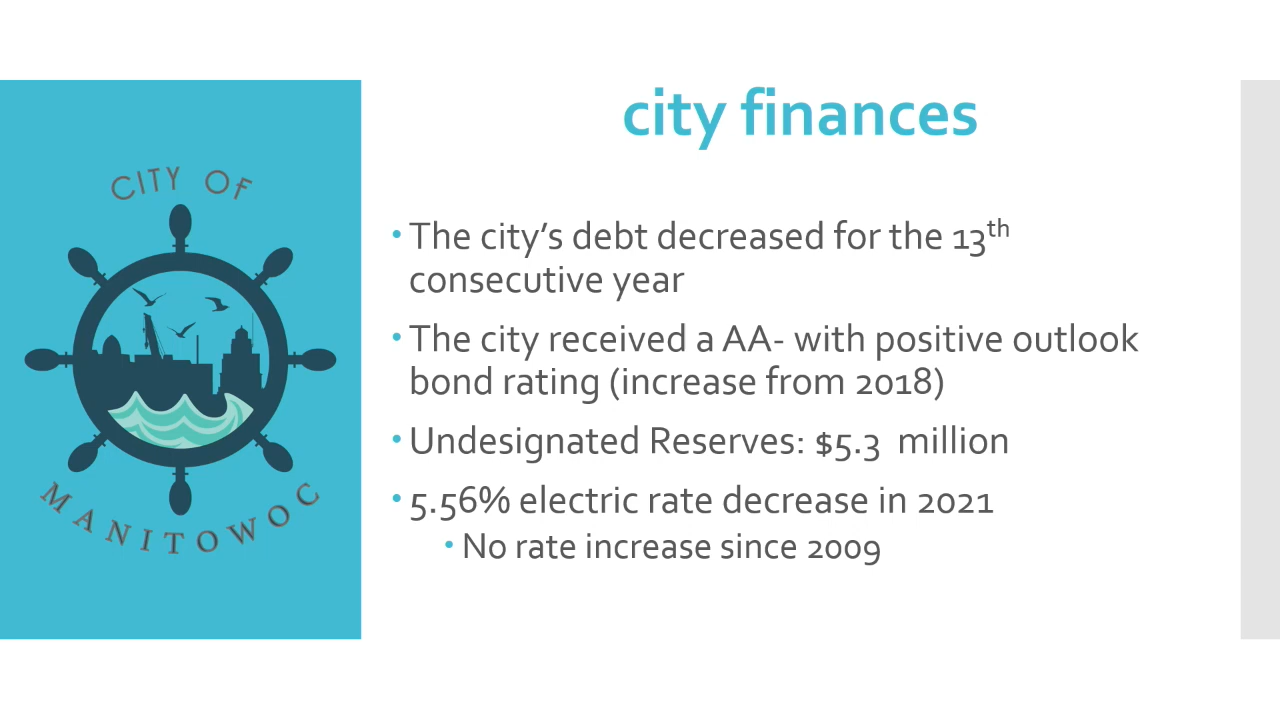 city finances
CITY OF
MANITOWOC
• The city’s debt decreased for the 13th
consecutive year
• The city received a AA- with positive outlook
bond rating (increase from 2018)
• Undesignated Reserves: $5.3  million
• 5.56% electric rate decrease in 2021
• No rate increase since 2009